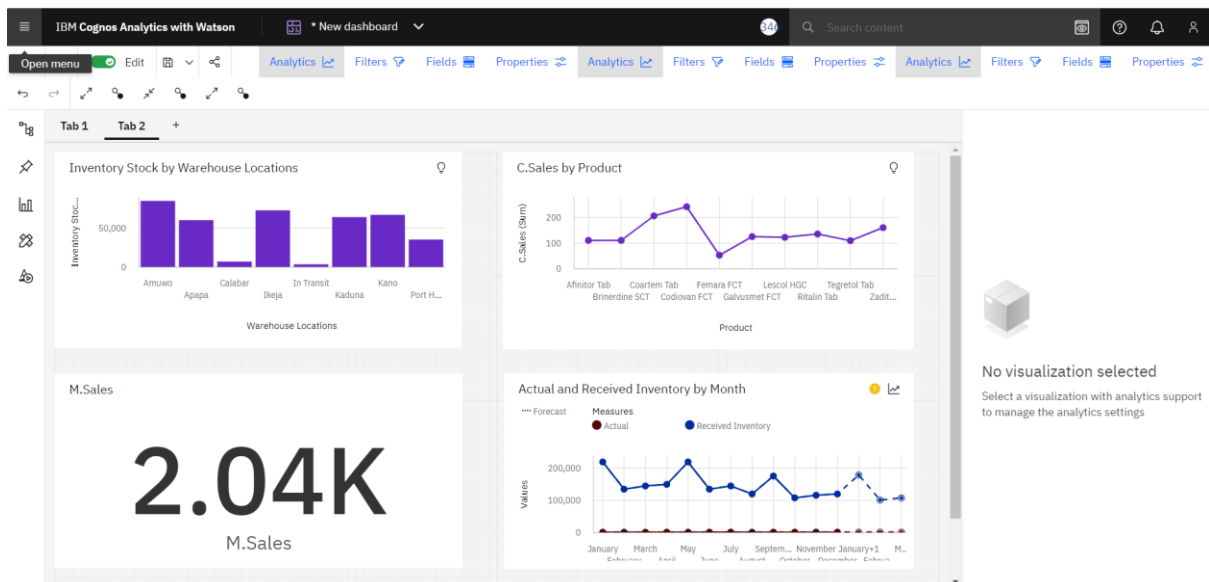 IBM Cognos Analytics with Watson
* New dashboard
Search content
Open menu
Edit
Analytics Filters Fields Properties Analytics Filters Fields Properties Analytics Filters Fields Properties
Tab 1 Tab 2 +
Inventory Stock by Warehouse Locations
Inventory Stoc...
50,000
0
Amuwo Calabar In Transit Kano
Apapa Ikeja Kaduna Port H...
Warehouse Locations
C.Sales by Product
C.Sales (Sum)
200
100
0
Afinitor Tab Coartem Tab Femara FCT Lescol HGC Tegretol Tab
Brinerdine SCT Codiovan FCT Galvusmet FCT Ritalin Tab Zadit...
Product
M.Sales
2.04K
M.Sales
Actual and Received Inventory by Month
Forecast Measures
Actual Received Inventory
Values
200,000
100,000
0
January March May July Septem... November January+1 M..
February April June August October December
No visualization selected
Select a visualization with analytics support
to manage the analytics settings